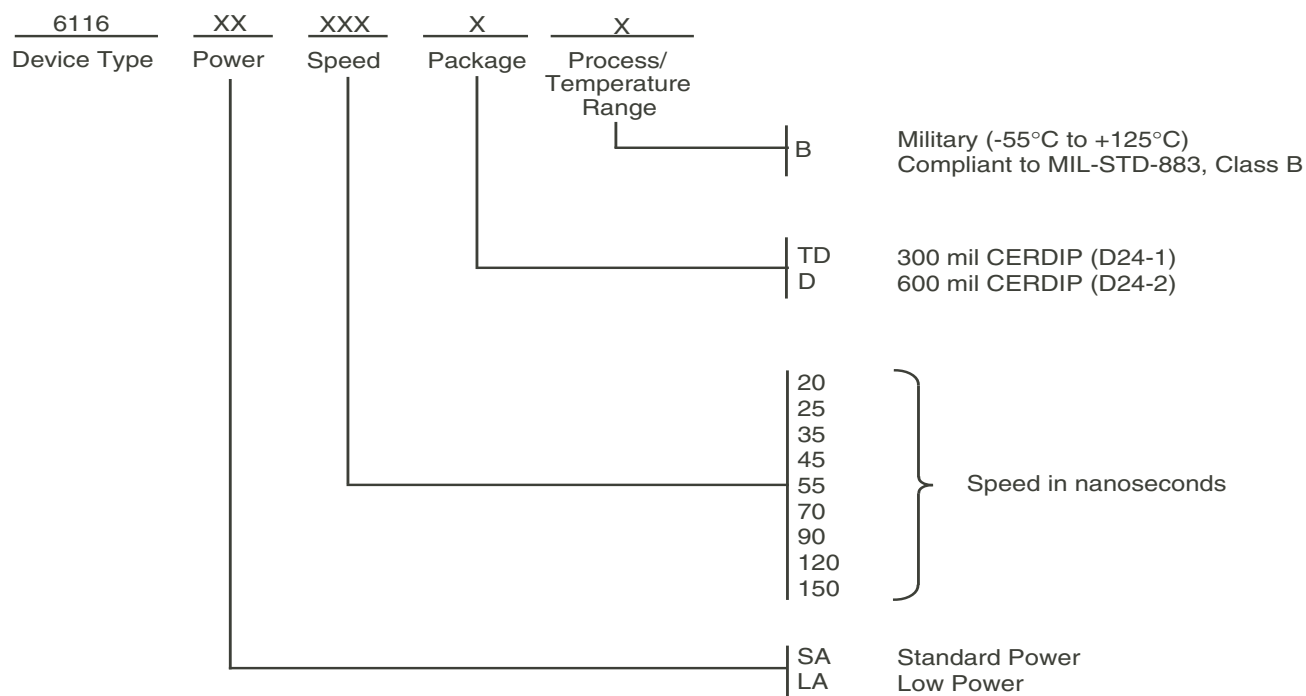 6116 XX XXX X X
Device Type Power Speed Package Process/
Temperature
Range
B Military (-55°C to +125°C)
Compliant to MIL-STD-883, Class B
TD 300 mil CERDIP (D24-1)
D 600 mil CERDIP (D24-2)
20
25
35
45
55 Speed in nanoseconds
70
90
120
150
SA Standard Power
LA Low Power